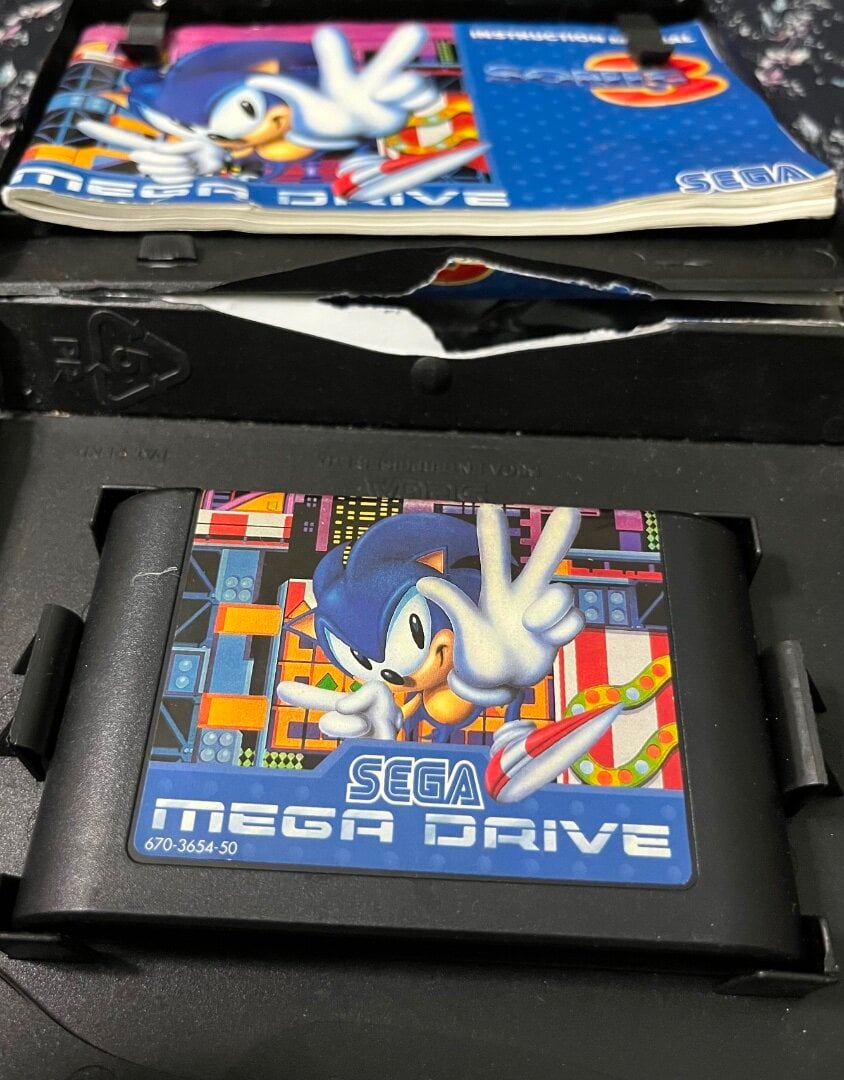 INSTRUCTION MANUAL
SONIC 3
MEGA DRIVE
SEGA
SEGA
MEGA DRIVE
670-3654-50